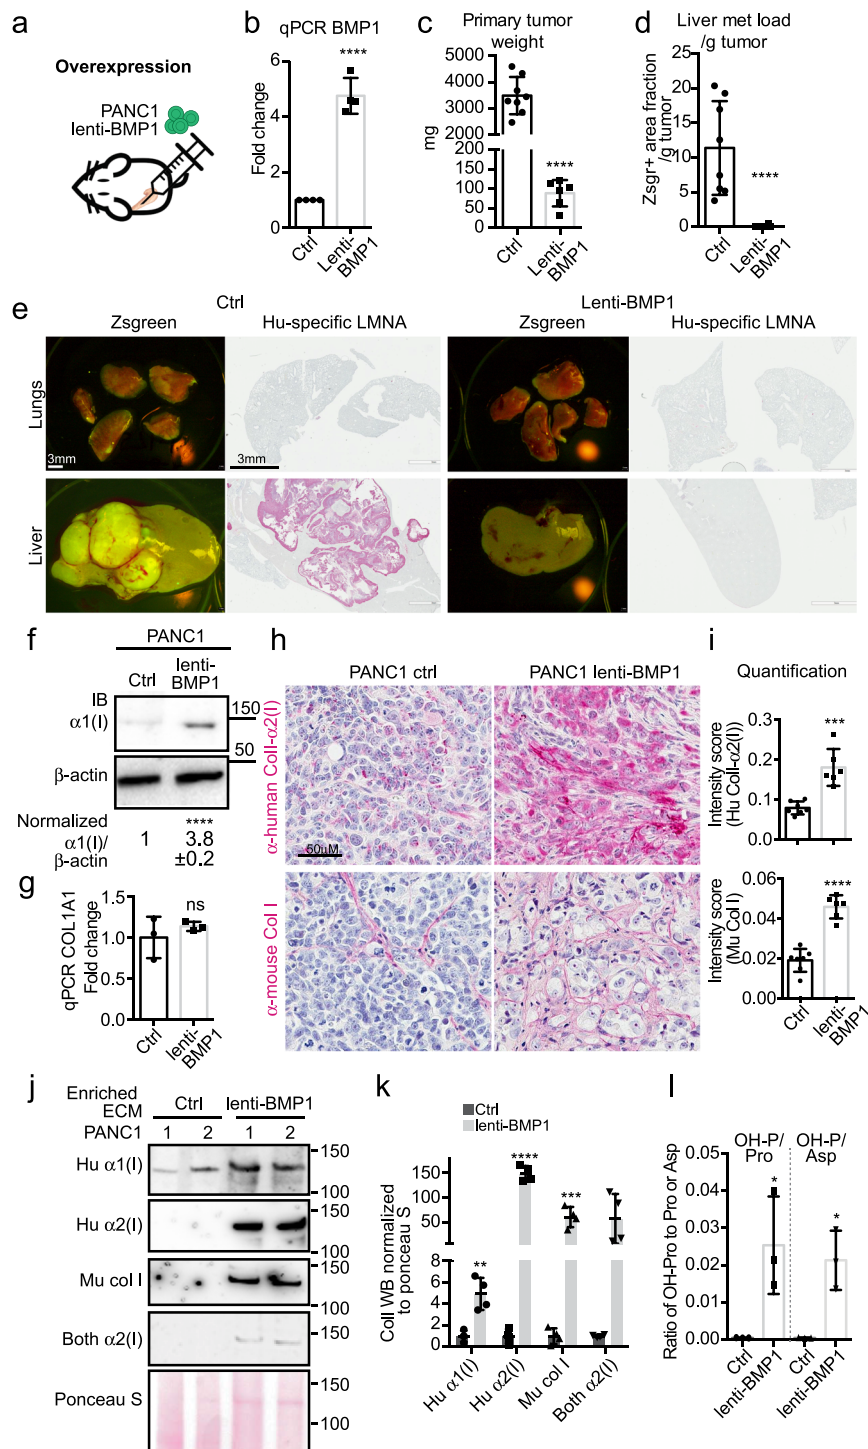 a
Overexpression
PANC1
lenti-BMP1
b
qPCR BMP1
****
Fold change
6
4
2
0
Ctrl
Lenti-
BMP1
c
Primary tumor
weight
mg
5000
4000
3000
2000
200
150
100
50
0
****
Ctrl
Lenti-
BMP1
d
Liver met load
/g tumor
Zsgr+ area fraction
/g tumor
25
20
15
10
5
0
****
Ctrl
Lenti-
BMP1
e
Ctrl
Lenti-BMP1
Zsgreen
Hu-specific LMNA
Zsgreen
Hu-specific LMNA
Lungs
3mm
3mm
Liver
f
PANC1
Ctrl
lenti-
BMP1
IB
α1(I)
150
50
β-actin
Normalized
α1(I)/
β-actin
1
****
3.8
±0.2
g
qPCR COL1A1
Fold change
1.5
1.0
0.5
0.0
ns
Ctrl
lenti-
BMP1
h
PANC1 ctrl
PANC1 lenti-BMP1
α-human ColI-α2(I)
50uM
α-mouse Col I
i
Quantification
Intensity score
(Hu ColI-α2(I))
0.3
0.2
0.1
0.0
***
Intensity score
(Mu Col I)
0.06
0.04
0.02
0.00
****
Ctrl
lenti-
BMP1
j
Enriched
ECM
Ctrl
lenti-BMP1
PANC1
1
2
1
2
Hu α1(I)
150
100
Hu α2(I)
150
100
Mu col I
150
100
Both α2(I)
150
100
Ponceau S
100
k
Ctrl
lenti-BMP1
ColI WB normalized
to ponceau S
150
100
50
8
6
4
2
0
**
****
***
Hu α1(I)
Hu α2(I)
Mu col I
Both α2(I)
l
OH-P/
Pro
OH-P/
Asp
Ratio of OH-Pro to Pro or Asp
0.05
0.04
0.03
0.02
0.01
0.00
*
*
Ctrl
lenti-BMP1
Ctrl
lenti-BMP1